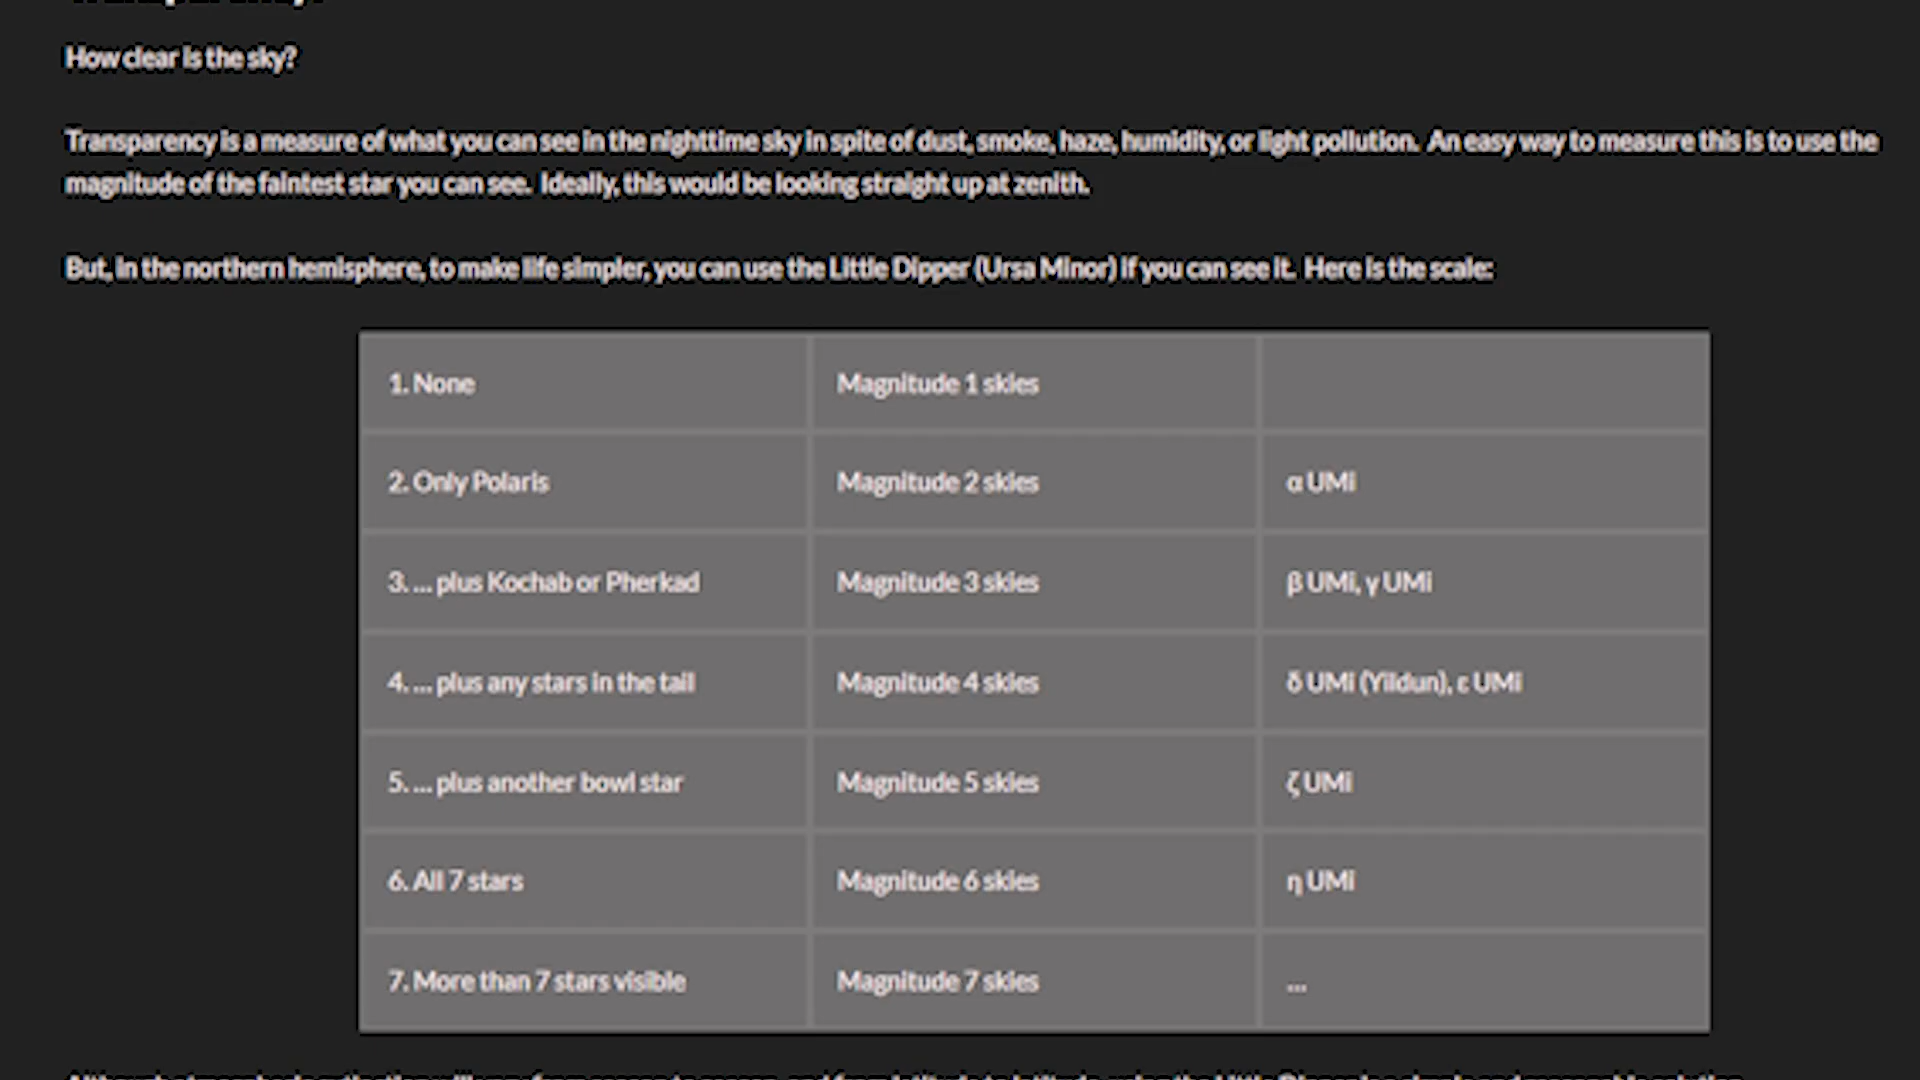 How clear is the sky?
Transparency is a measure of what you can see in the nighttime sky in spite of dust, smoke, haze, humidity, or light pollution. An easy way to measure this is to use the
magnitude of the faintest star you can see. Ideally, this would be looking straight up at zenith.
But, in the northern hemisphere, to make life simpler, you can use the Little Dipper (Ursa Minor) if you can see it. Here is the scale:
1. None Magnitude 1 skies
2. Only Polaris Magnitude 2 skies α UMi
3. ... plus Kochab or Pherkad Magnitude 3 skies β UMi, γ UMi
4. ... plus any stars in the tail Magnitude 4 skies δ UMi (Yildun), ε UMi
5. ... plus another bowl star Magnitude 5 skies ζ UMi
6. All 7 stars Magnitude 6 skies η UMi
7. More than 7 stars visible Magnitude 7 skies ...